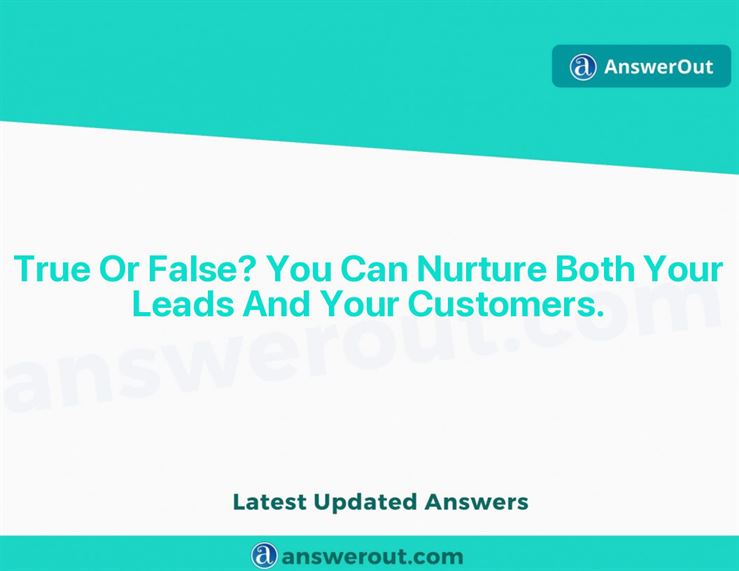 a AnswerOut
True Or False? You Can Nurture Both Your
Leads And Your Customers.
answerout.com
Latest Updated Answers
a answerout.com